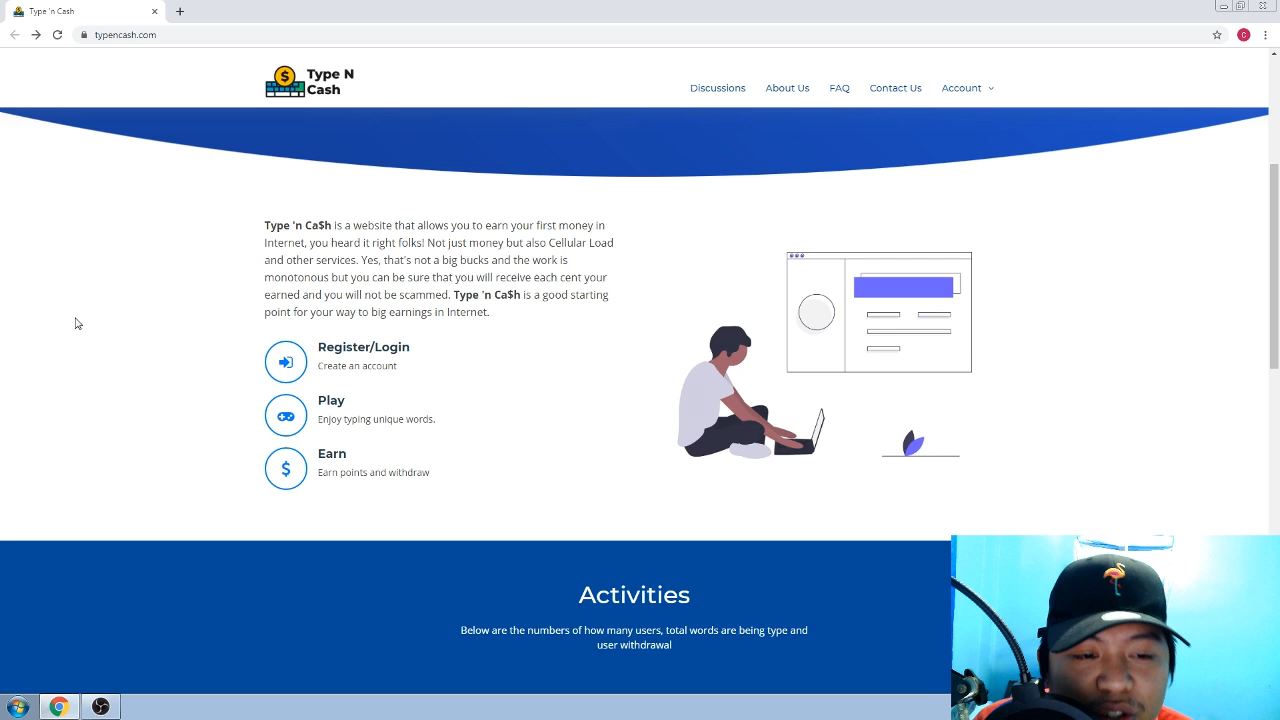 Type 'n Cash
typencash.com
C
Type N
Cash
Discussions
About Us
FAQ
Contact Us
Account
Type 'n Ca$h is a website that allows you to earn your first money in
Internet, you heard it right folks! Not just money but also Cellular Load
and other services. Yes, that's not a big bucks and the work is
monotonous but you can be sure that you will receive each cent your
earned and you will not be scammed. Type 'n Ca$h is a good starting
point for your way to big earnings in Internet.
Register/Login
Create an account
Play
Enjoy typing unique words.
Earn
Earn points and withdraw
Activities
Below are the numbers of how many users, total words are being type and
user withdrawal